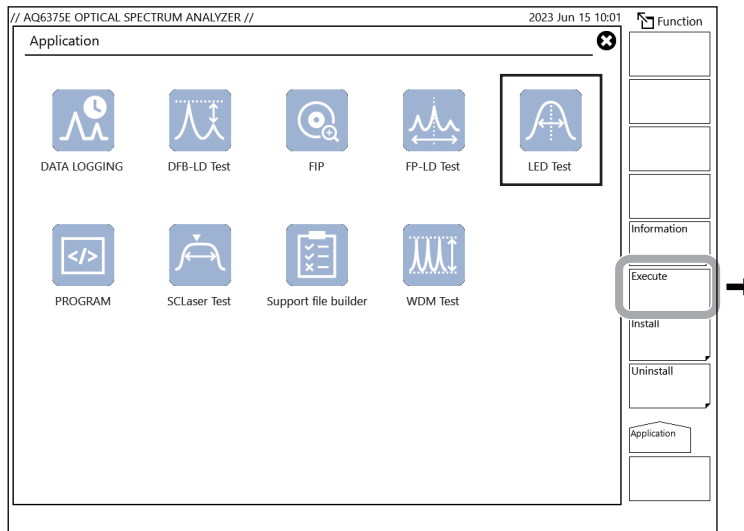 // AQ6375E OPTICAL SPECTRUM ANALYZER // 2023 Jun 15 10:01
Function
Application
DATA LOGGING DFB-LD Test FIP FP-LD Test LED Test
</>
PROGRAM SCLaser Test Support file builder WDM Test
Information
Execute
Install
Uninstall
Application